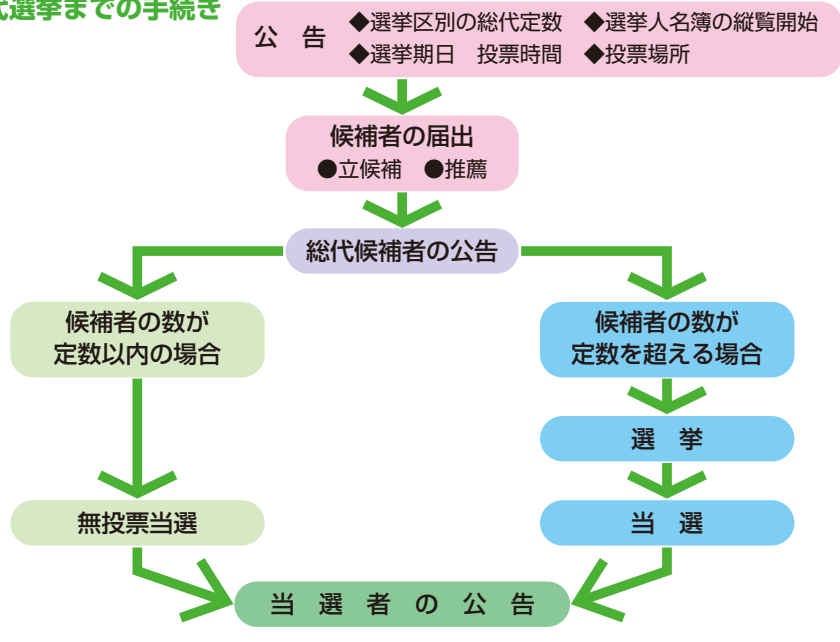 代選挙までの手続き
公　告
◆選挙区別の総代定数　◆選挙人名簿の縦覧開始
◆選挙期日　投票時間　◆投票場所
候補者の届出
●立候補　●推薦
総代候補者の公告
候補者の数が
定数以内の場合
候補者の数が
定数を超える場合
選　挙
無投票当選
当　選
当　選　者　の　公　告